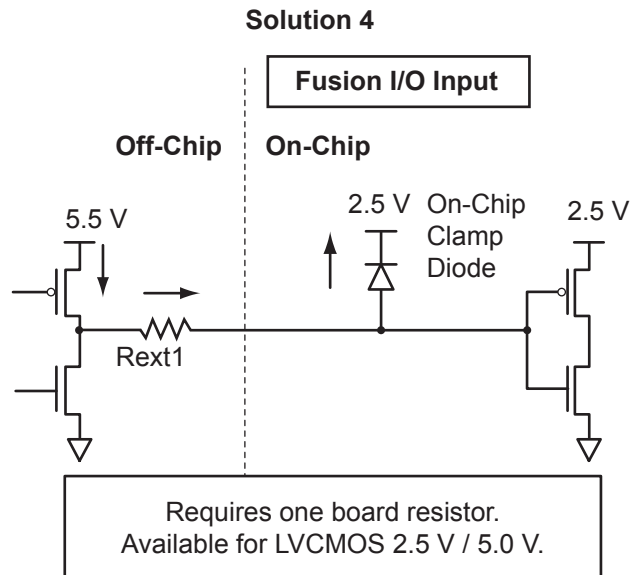 Solution 4
Fusion I/O Input
Off-Chip
On-Chip
5.5 V
2.5 V
On-Chip
Clamp
Diode
2.5 V
Rext1
Requires one board resistor.
Available for LVCMOS 2.5 V / 5.0 V.